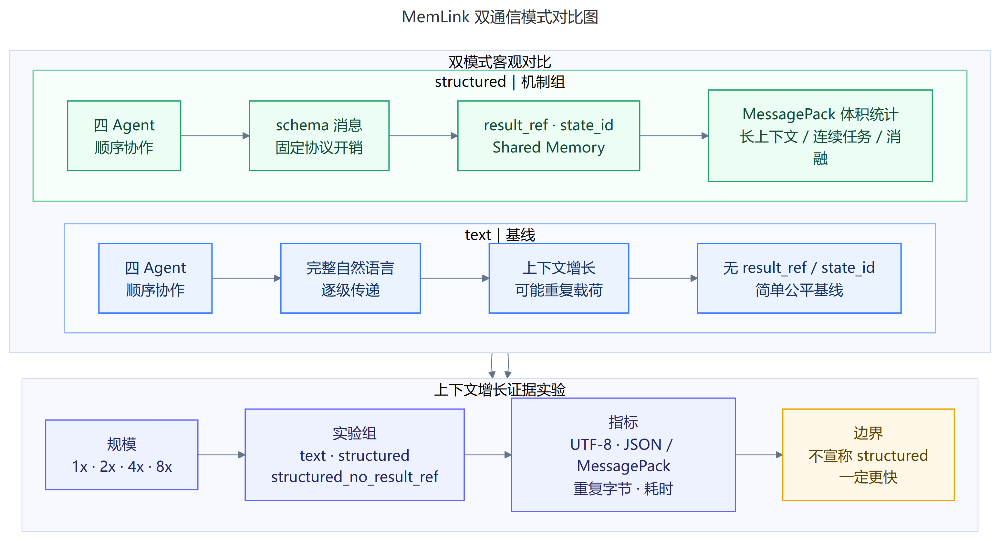 MemLink 双通信模式对比图
双模式客观对比
structured | 机制组
四 Agent
顺序协作
schema 消息
固定协议开销
result_ref · state_id
Shared Memory
MessagePack 体积统计
长上下文 / 连续任务 / 消
融
text | 基线
四 Agent
顺序协作
完整自然语言
逐级传递
上下文增长
可能重复载荷
无 result_ref / state_id
简单公平基线
上下文增长证据实验
规模
1x · 2x · 4x · 8x
实验组
text · structured
structured_no_result_ref
指标
UTF-8 · JSON /
MessagePack
重复字节 · 耗时
边界
不宣称 structured
一定更快